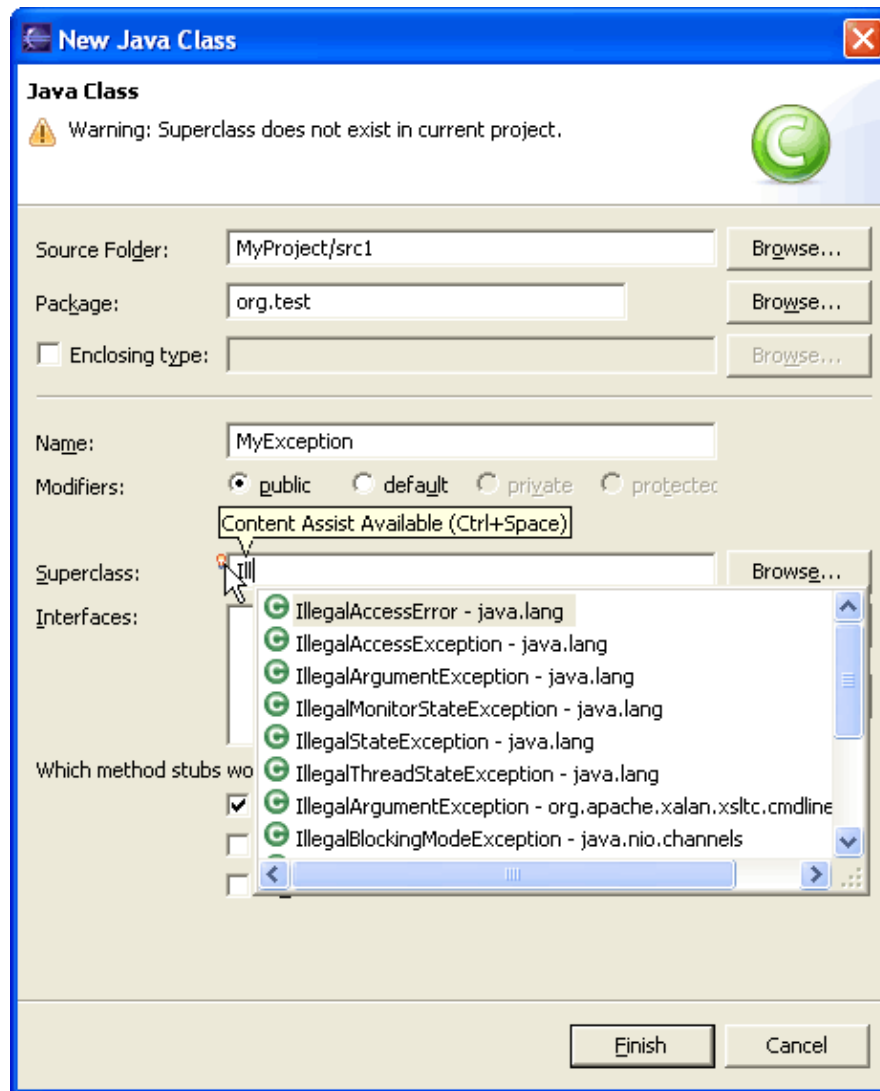 New Java Class
Java Class
Warning: Superclass does not exist in current project.
Source Folder: MyProject/src1 Browse...
Package: org.test Browse...
Enclosing type: Browse...
Name: MyException
Modifiers: public default private protected
Content Assist Available (Ctrl+Space)
Superclass: Ill Browse...
Interfaces:
IllegalAccessError - java.lang
IllegalAccessException - java.lang
IllegalArgumentException - java.lang
IllegalMonitorStateException - java.lang
IllegalStateException - java.lang
Which method stubs wo
IllegalThreadStateException - java.lang
IllegalArgumentException - org.apache.xalan.xsltc.cmdline
IllegalBlockingModeException - java.nio.channels
Finish Cancel